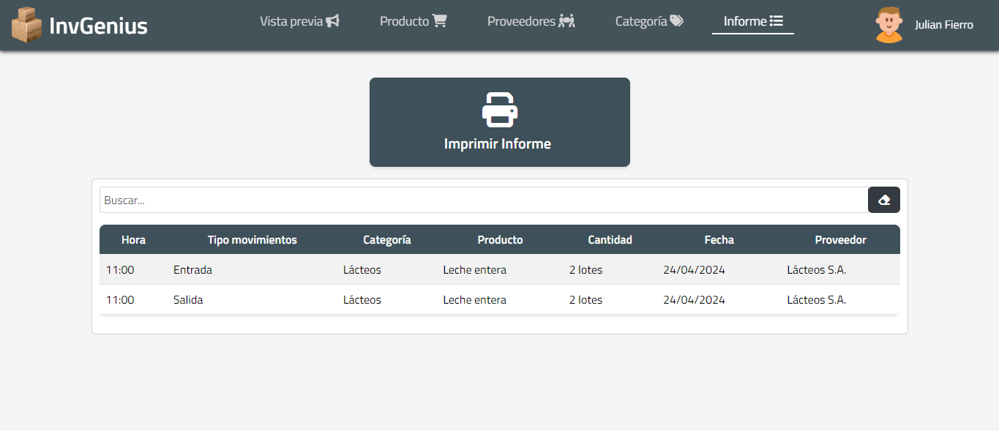 InvGenius
Vista previa
Producto
Proveedores
Categoría
Informe
Julian Fierro
Imprimir Informe
Buscar...
Hora Tipo movimientos Categoría Producto Cantidad Fecha Proveedor
11:00 Entrada Lácteos Leche entera 2 lotes 24/04/2024 Lácteos S.A.
11:00 Salida Lácteos Leche entera 2 lotes 24/04/2024 Lácteos S.A.